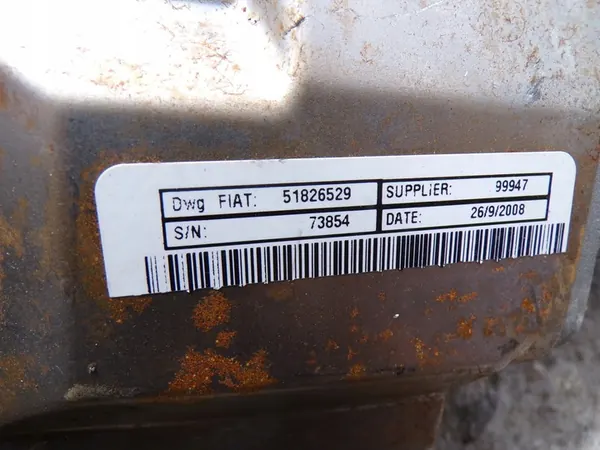 Dwg FIAT: 51826529 SUPPLIER: 99947
S/N: 73854 DATE: 26/9/2008